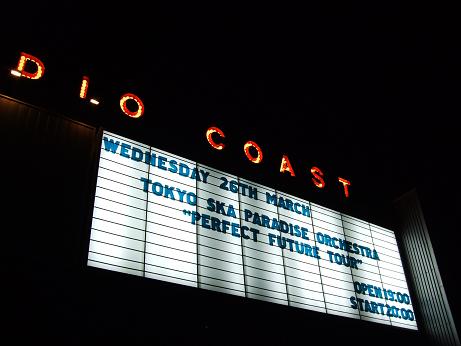 DIO COAST
WEDNESDAY 26TH MARCH
TOKYO SKA PARADISE ORCHESTRA
"PERFECT FUTURE TOUR"
OPEN19:00
START20:00